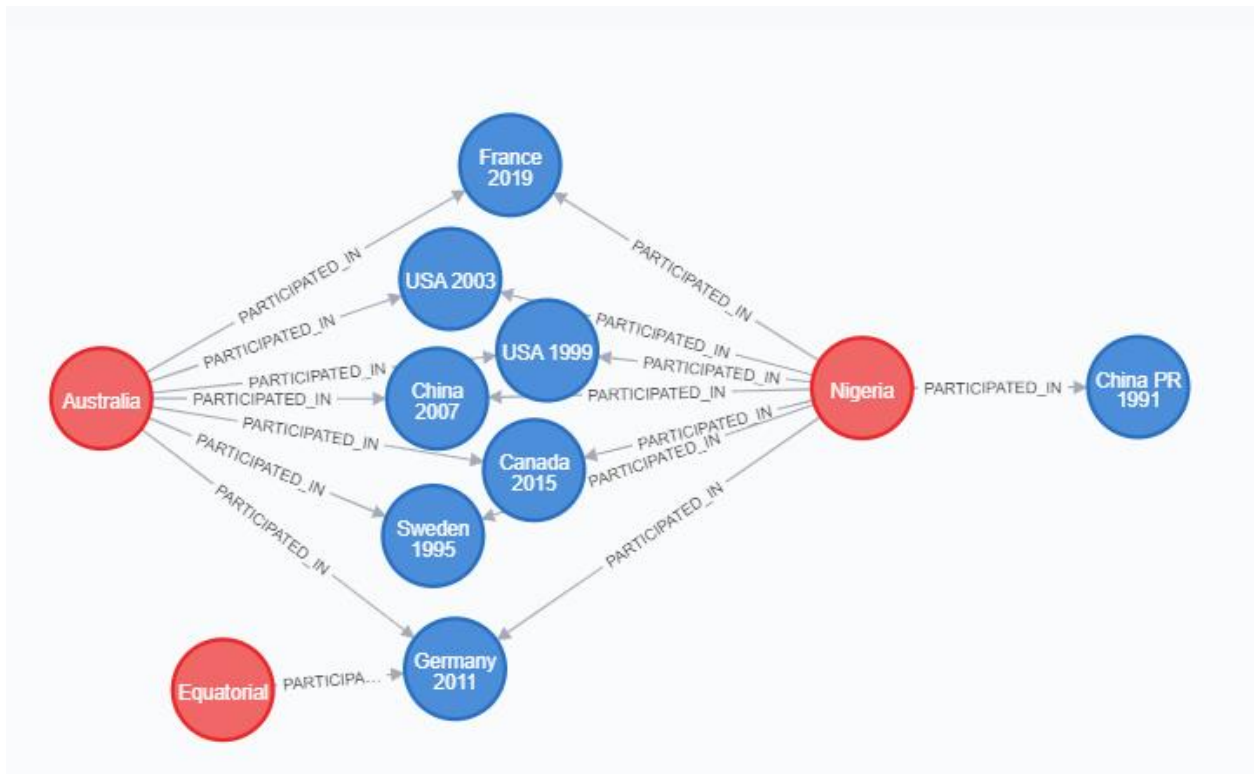 France
2019
PARTICIPATED_IN
PARTICIPATED_IN
USA 2003
PARTICIPATED_IN
PARTICIPATED_IN
USA 1999
PARTICIPATED_IN
PARTICIPATED_IN
Australia
PARTICIPATED_IN
China
2007
PARTICIPATED_IN
Nigeria
PARTICIPATED_IN
China PR
1991
PARTICIPATED_IN
Canada
2015
PARTICIPATED_IN
PARTICIPATED_IN
PARTICIPATED_IN
Sweden
1995
PARTICIPATED_IN
PARTICIPATED_IN
Equatorial
PARTICIPA...
Germany
2011